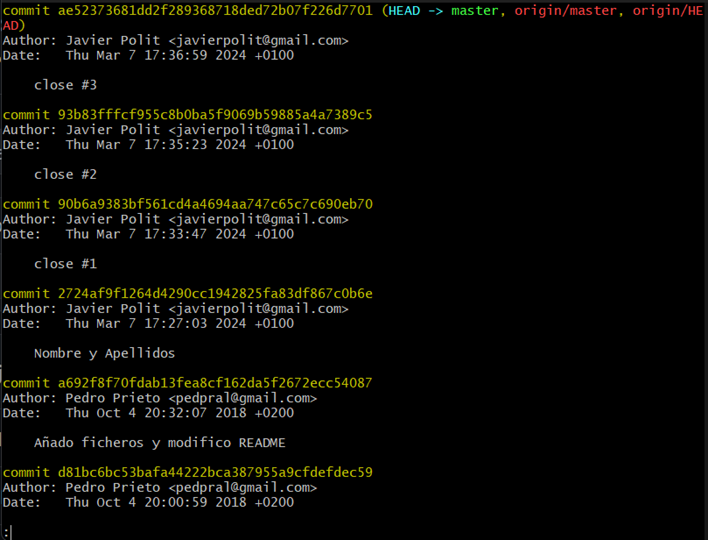 commit ae52373681dd2f289368718ded72b07f226d7701 (HEAD -> master, origin/master, origin/HE
AD)
Author: Javier Polit <javierpolit@gmail.com>
Date:   Thu Mar 7 17:36:59 2024 +0100
close #3
commit 93b83fffcf955c8b0ba5f9069b59885a4a7389c5
Author: Javier Polit <javierpolit@gmail.com>
Date:   Thu Mar 7 17:35:23 2024 +0100
close #2
commit 90b6a9383bf561cd4a4694aa747c65c7c690eb70
Author: Javier Polit <javierpolit@gmail.com>
Date:   Thu Mar 7 17:33:47 2024 +0100
close #1
commit 2724af9f1264d4290cc1942825fa83df867c0b6e
Author: Javier Polit <javierpolit@gmail.com>
Date:   Thu Mar 7 17:27:03 2024 +0100
Nombre y Apellidos
commit a692f8f70fdab13fea8cf162da5f2672ecc54087
Author: Pedro Prieto <pedpral@gmail.com>
Date:   Thu Oct 4 20:32:07 2018 +0200
Añado ficheros y modifico README
commit d81bc6bc53bafa44222bca387955a9cfdefdec59
Author: Pedro Prieto <pedpral@gmail.com>
Date:   Thu Oct 4 20:00:59 2018 +0200
: